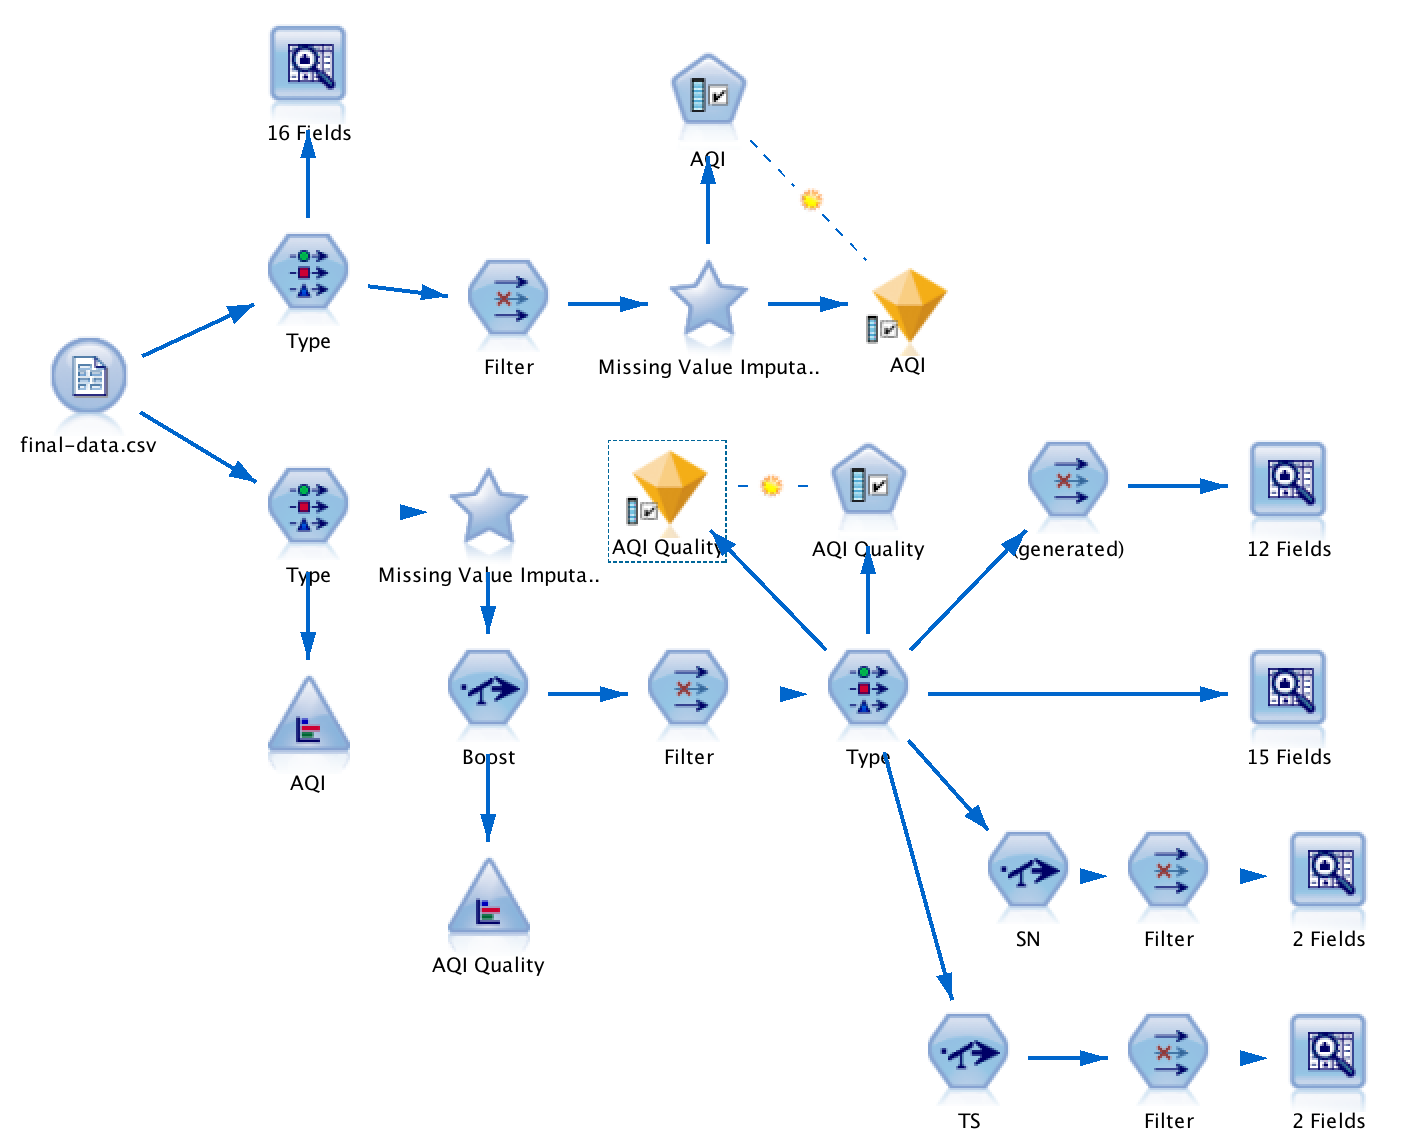 16 Fields
AQI
Type
Filter
Missing Value Imputa..
AQI
final-data.csv
Type
Missing Value Imputa..
AQI Quality
AQI Quality
(generated)
12 Fields
AQI
Boost
Filter
Type
15 Fields
AQI Quality
SN
Filter
2 Fields
TS
Filter
2 Fields